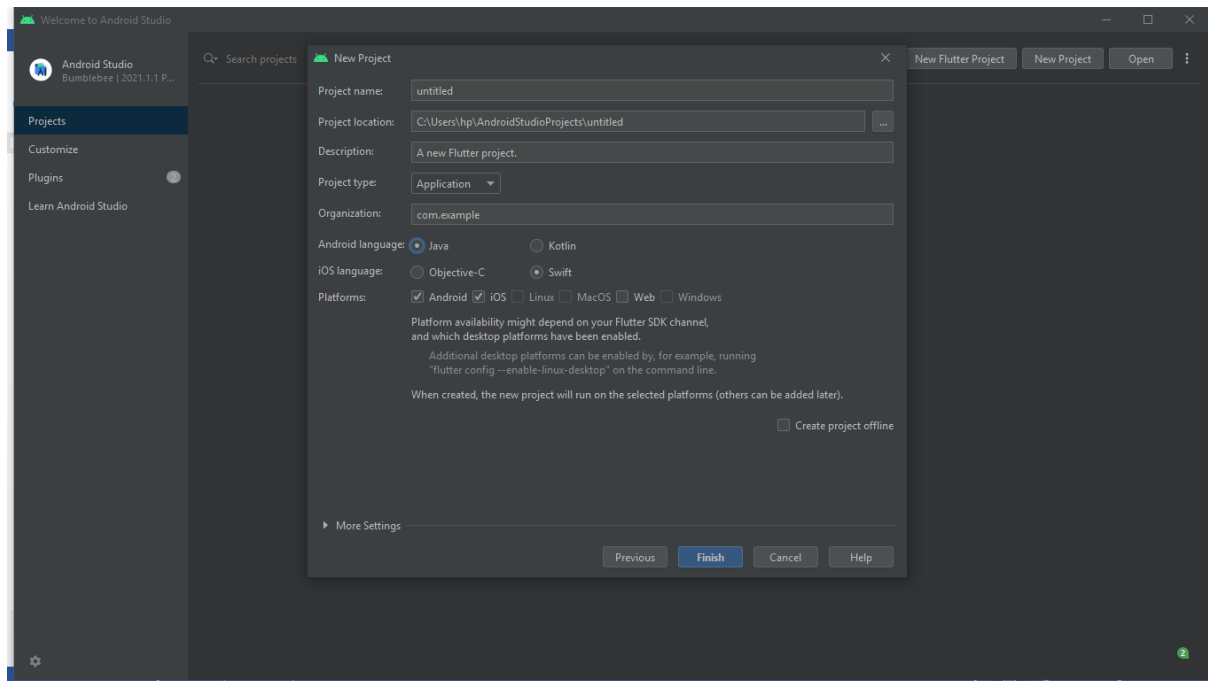 Welcome to Android Studio
Android Studio
Bumblebee | 2021.1.1 P...
Search projects
New Flutter Project
New Project
Open
Projects
Customize
Plugins
2
Learn Android Studio
New Project
Project name:
untitled
Project location:
C:\Users\hp\AndroidStudioProjects\untitled
...
Description:
A new Flutter project.
Project type:
Application
Organization:
com.example
Android language:
Java
Kotlin
iOS language:
Objective-C
Swift
Platforms:
Android
iOS
Linux
MacOS
Web
Windows
Platform availability might depend on your Flutter SDK channel,
and which desktop platforms have been enabled.
Additional desktop platforms can be enabled by, for example, running
"flutter config --enable-linux-desktop" on the command line.
When created, the new project will run on the selected platforms (others can be added later).
Create project offline
More Settings
Previous
Finish
Cancel
Help
2